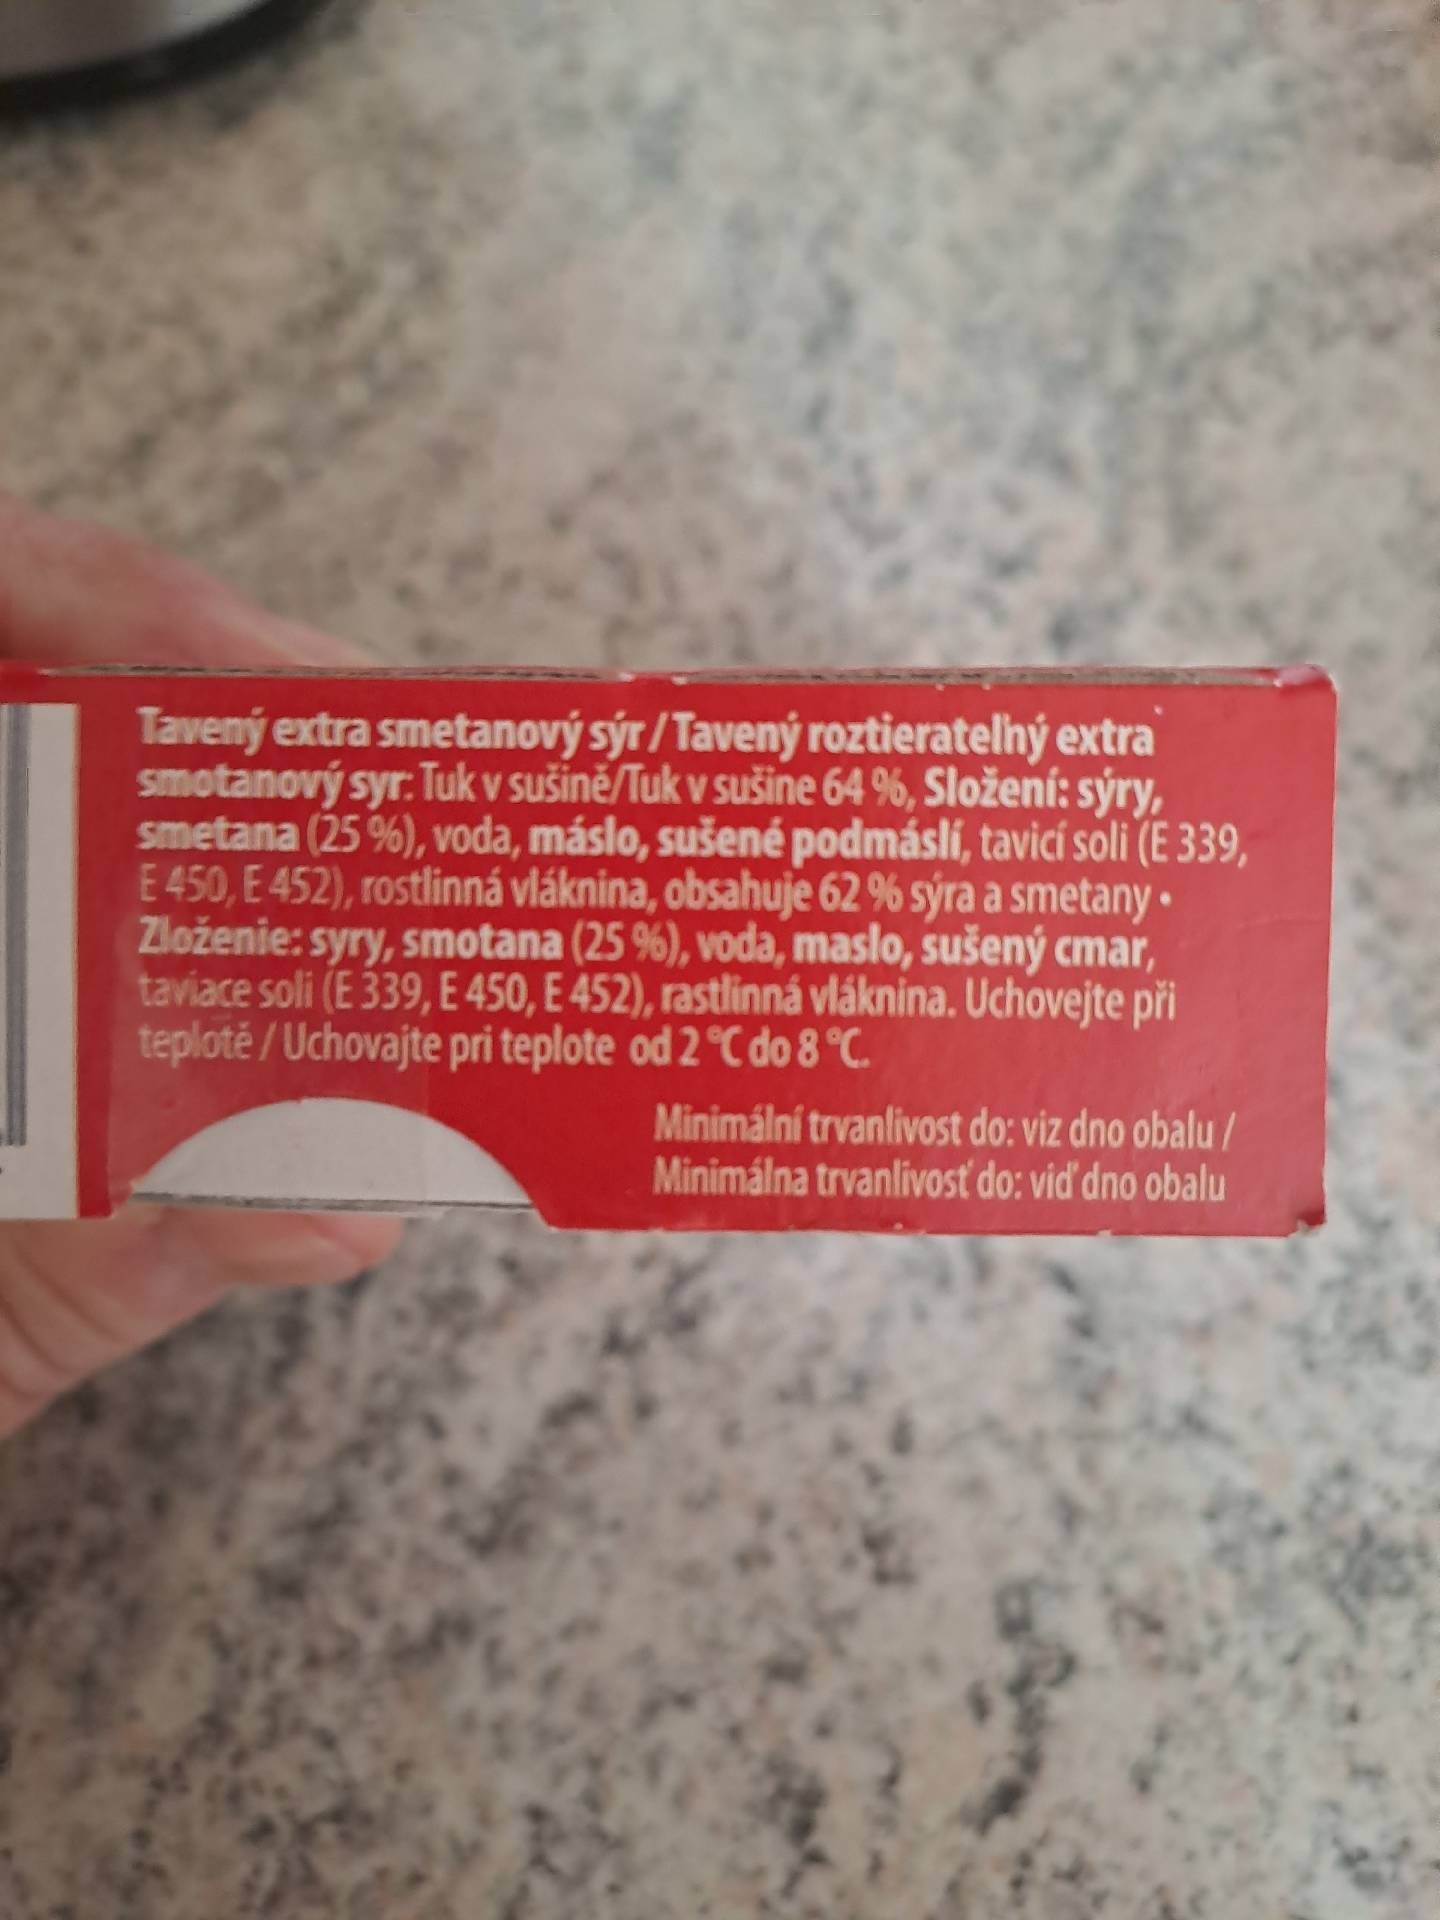 Tavený extra smetanový sýr / Tavený roztierateľný extra
smotanový syr: Tuk v sušině/Tuk v sušine 64 %, Složení: sýry,
smetana (25 %), voda, máslo, sušené podmáslí, tavicí soli (E 339,
E 450, E 452), rostlinná vláknina, obsahuje 62 % sýra a smetany •
Zloženie: syry, smotana (25 %), voda, maslo, sušený cmar,
taviace soli (E 339, E 450, E 452), rastlinná vláknina. Uchovejte při
teplotě / Uchovajte pri teplote od 2 °C do 8 °C.
Minimální trvanlivost do: viz dno obalu /
Minimálna trvanlivosť do: viď dno obalu